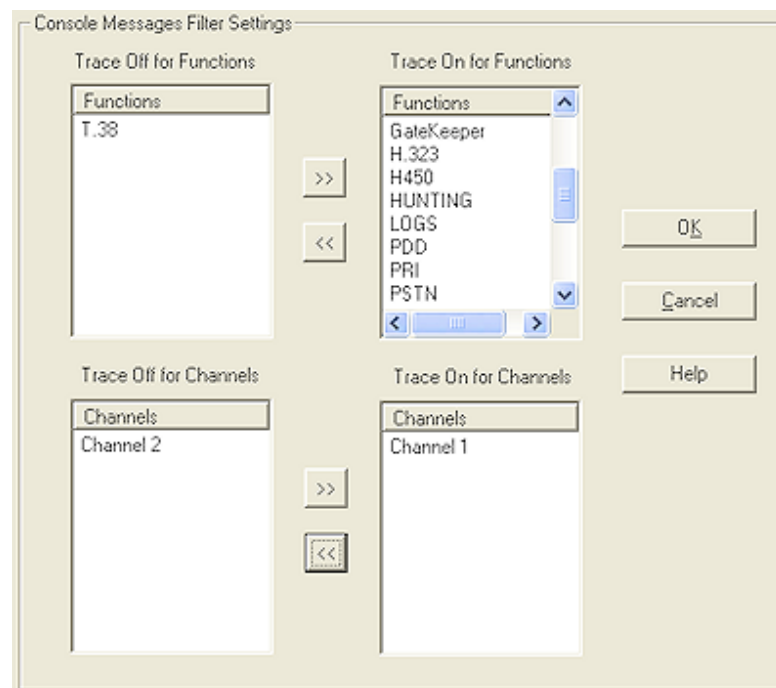 Console Messages Filter Settings
Trace Off for Functions
Functions
T.38
>>
<<
Trace On for Functions
Functions
GateKeeper
H.323
H450
HUNTING
LOGS
PDD
PRI
PSTN
OK
Cancel
Help
Trace Off for Channels
Channels
Channel 2
>>
<<
Trace On for Channels
Channels
Channel 1